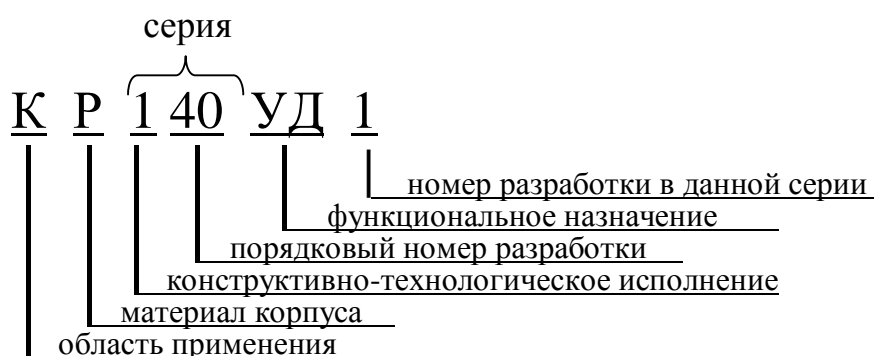 серия
К Р 1 40 УД 1
номер разработки в данной серии
функциональное назначение
порядковый номер разработки
конструктивно-технологическое исполнение
материал корпуса
область применения